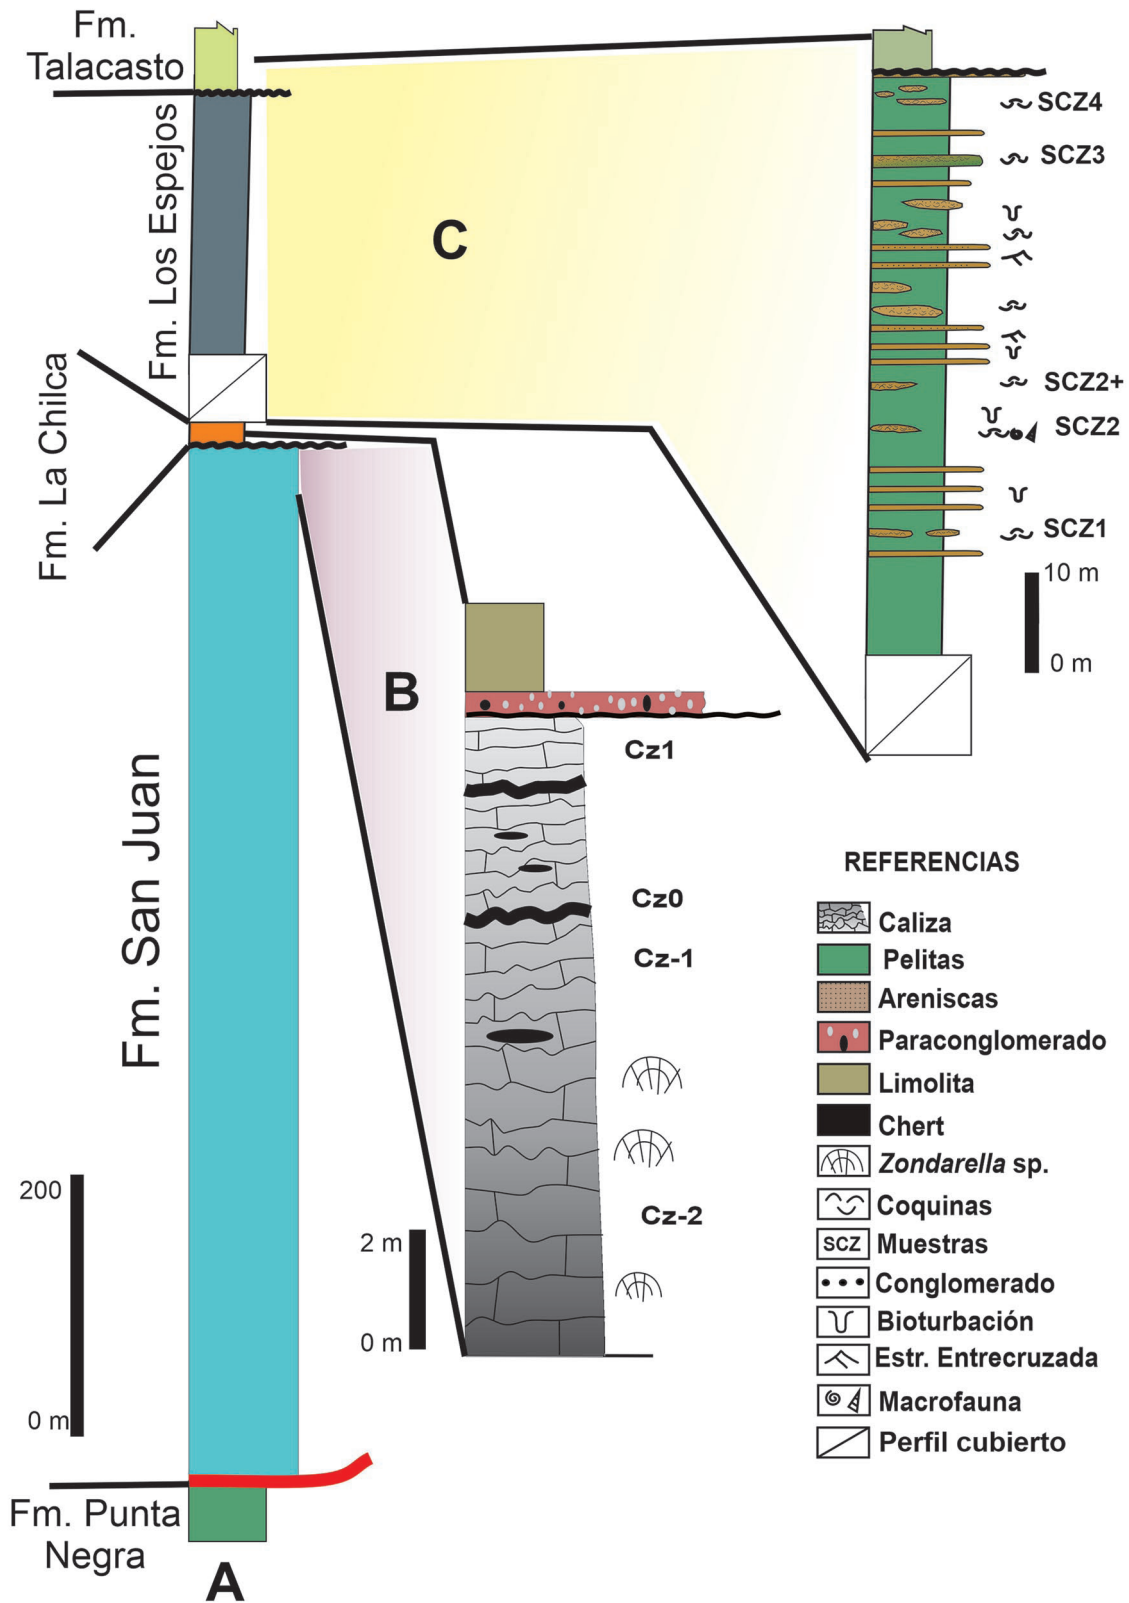 Fm.
Talacasto
Fm. Los Espejos
Fm. La Chilca
Fm. San Juan
200
0 m
Fm. Punta
Negra
A
B
2 m
0 m
Cz1
Cz0
Cz-1
Cz-2
C
SCZ4
SCZ3
SCZ2+
SCZ2
SCZ1
10 m
0 m
REFERENCIAS
Caliza
Pelitas
Areniscas
Paraconglomerado
Limolita
Chert
Zondarella sp.
Coquinas
SCZ Muestras
Conglomerado
Bioturbación
Estr. Entrecruzada
Macrofauna
Perfil cubierto